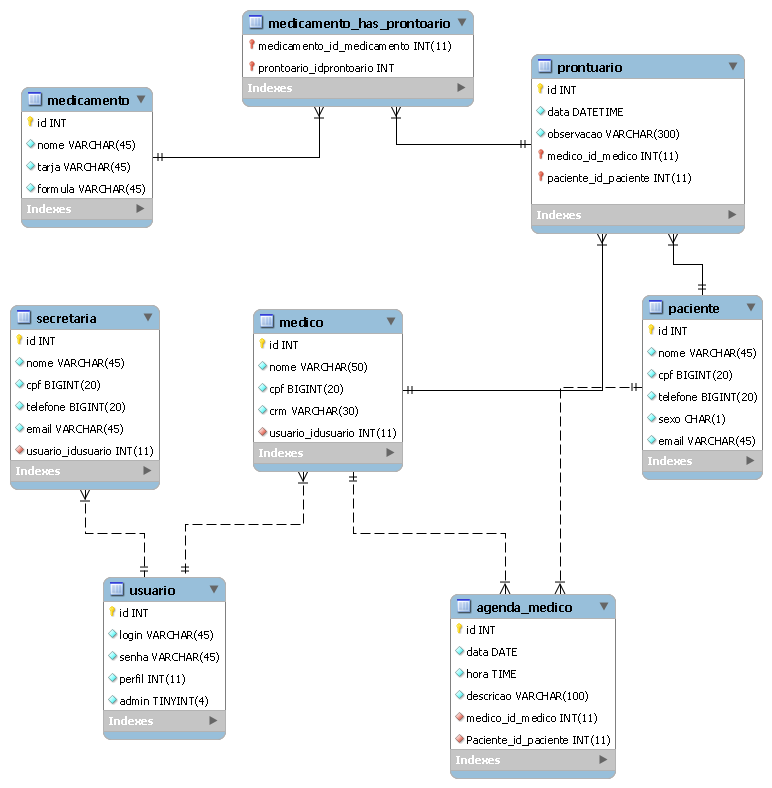 medicamento_has_prontoario
medicamento_id_medicamento INT(11)
prontoario_idprontoario INT
Indexes
prontuario
id INT
data DATETIME
observacao VARCHAR(300)
medico_id_medico INT(11)
paciente_id_paciente INT(11)
Indexes
medicamento
id INT
nome VARCHAR(45)
tarja VARCHAR(45)
formula VARCHAR(45)
Indexes
secretaria
id INT
nome VARCHAR(45)
cpf BIGINT(20)
telefone BIGINT(20)
email VARCHAR(45)
usuario_idusuario INT(11)
Indexes
medico
id INT
nome VARCHAR(50)
cpf BIGINT(20)
crm VARCHAR(30)
usuario_idusuario INT(11)
Indexes
paciente
id INT
nome VARCHAR(45)
cpf BIGINT(20)
telefone BIGINT(20)
sexo CHAR(1)
email VARCHAR(45)
Indexes
usuario
id INT
login VARCHAR(45)
senha VARCHAR(45)
perfil INT(11)
admin TINYINT(4)
Indexes
agenda_medico
id INT
data DATE
hora TIME
descricao VARCHAR(100)
medico_id_medico INT(11)
Paciente_id_paciente INT(11)
Indexes